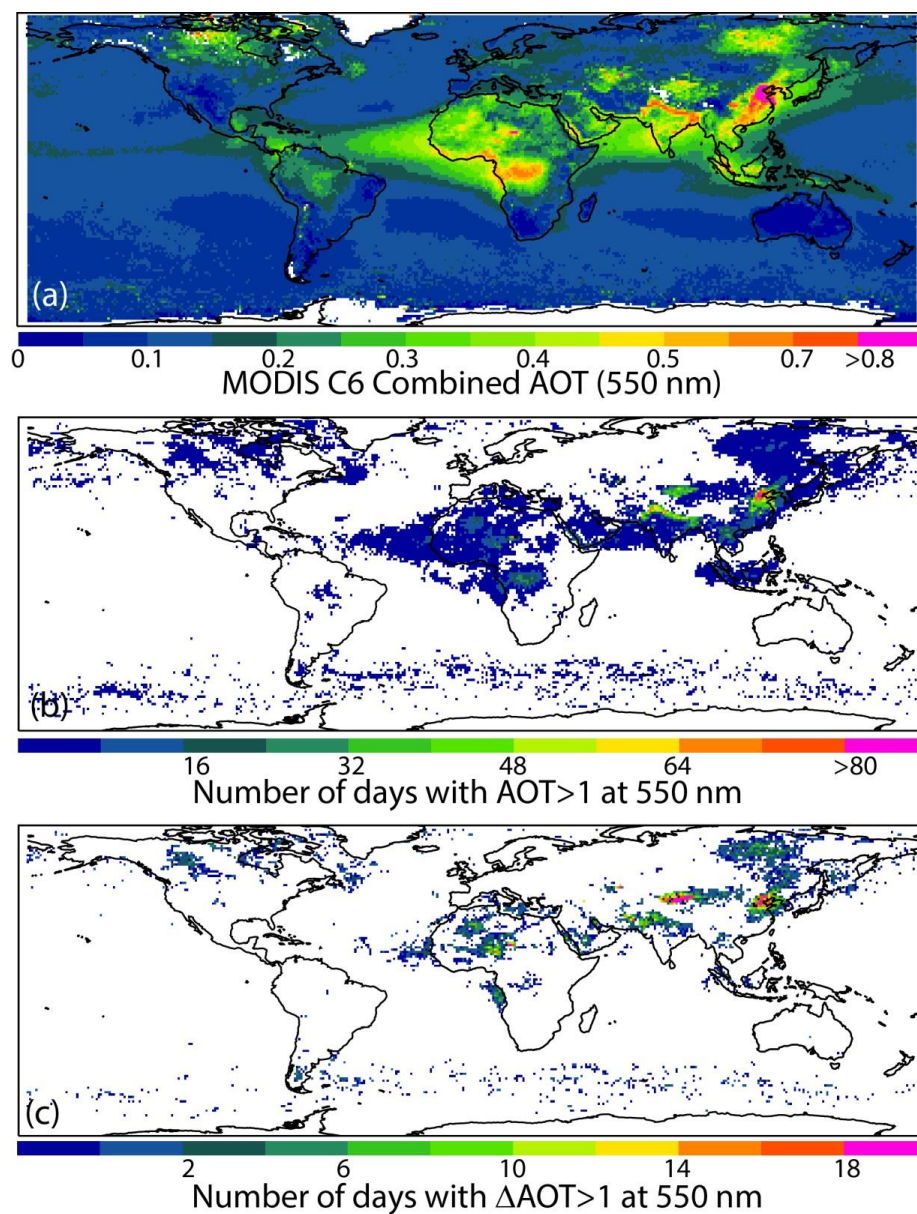 (a)
0 0.1 0.2 0.3 0.4 0.5 0.7 >0.8
MODIS C6 Combined AOT (550 nm)
(b)
16 32 48 64 >80
Number of days with AOT>1 at 550 nm
(c)
2 6 10 14 18
Number of days with ΔAOT>1 at 550 nm